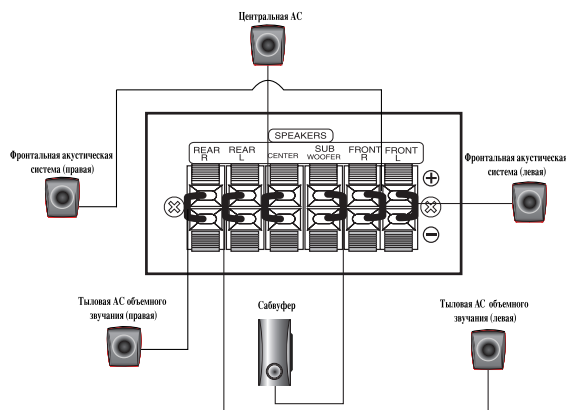 Центральная АС
SPEAKERS
REAR R
REAR L
CENTER
SUB WOOFER
FRONT R
FRONT L
Фронтальная акустическая
система (правая)
Фронтальная акустическая
система (левая)
+
−
Тыловая АС объемного
звучания (правая)
Сабвуфер
Тыловая АС объемного
звучания (левая)